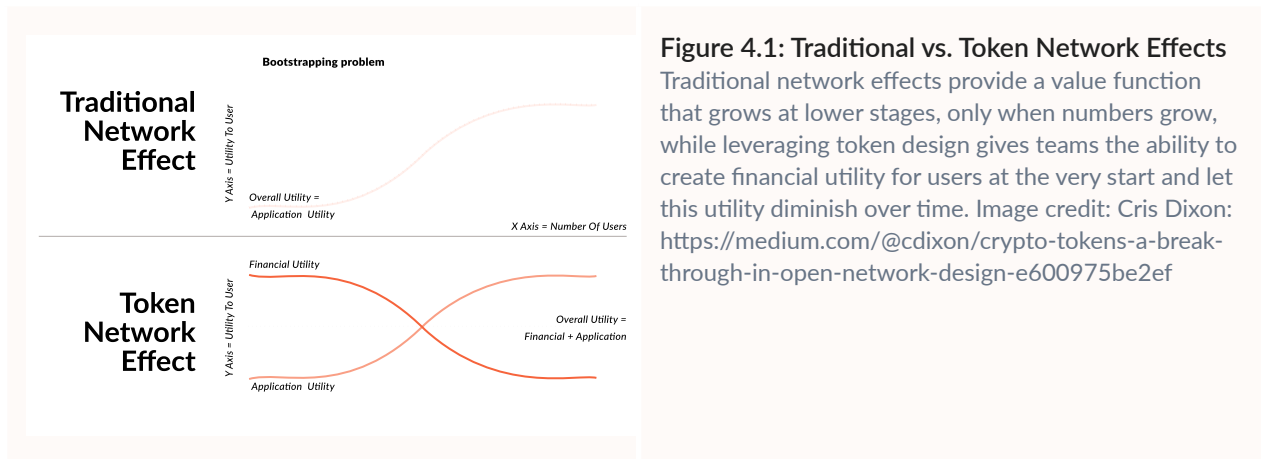 Bootstrapping problem
Traditional
Network
Effect
Y Axis = Utility To User
Overall Utility =
Application Utility
X Axis = Number Of Users
Financial Utility
Token
Network
Effect
Y Axis = Utility To User
Overall Utility =
Financial + Application
Application Utility
Figure 4.1: Traditional vs. Token Network Effects
Traditional network effects provide a value function
that grows at lower stages, only when numbers grow,
while leveraging token design gives teams the ability to
create financial utility for users at the very start and let
this utility diminish over time. Image credit: Cris Dixon:
https://medium.com/@cdixon/crypto-tokens-a-break-
through-in-open-network-design-e600975be2ef